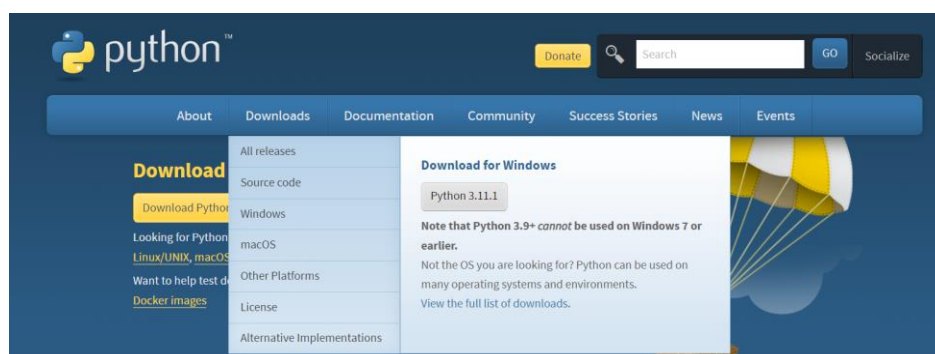 python™
Donate
Search
GO
Socialize
About Downloads Documentation Community Success Stories News Events
Download
Download Python
Looking for Python
Linux/UNIX, macOS
Want to help test
Docker images
All releases
Source code
Windows
macOS
Other Platforms
License
Alternative Implementations
Download for Windows
Python 3.11.1
Note that Python 3.9+ cannot be used on Windows 7 or
earlier.
Not the OS you are looking for? Python can be used on
many operating systems and environments.
View the full list of downloads.